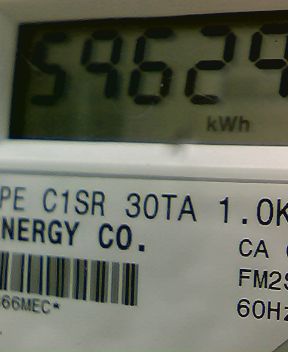 59624
kWh
PE C1SR 30TA 1.0K
NERGY CO.
CA
FM2S
66MEC*
60Hz